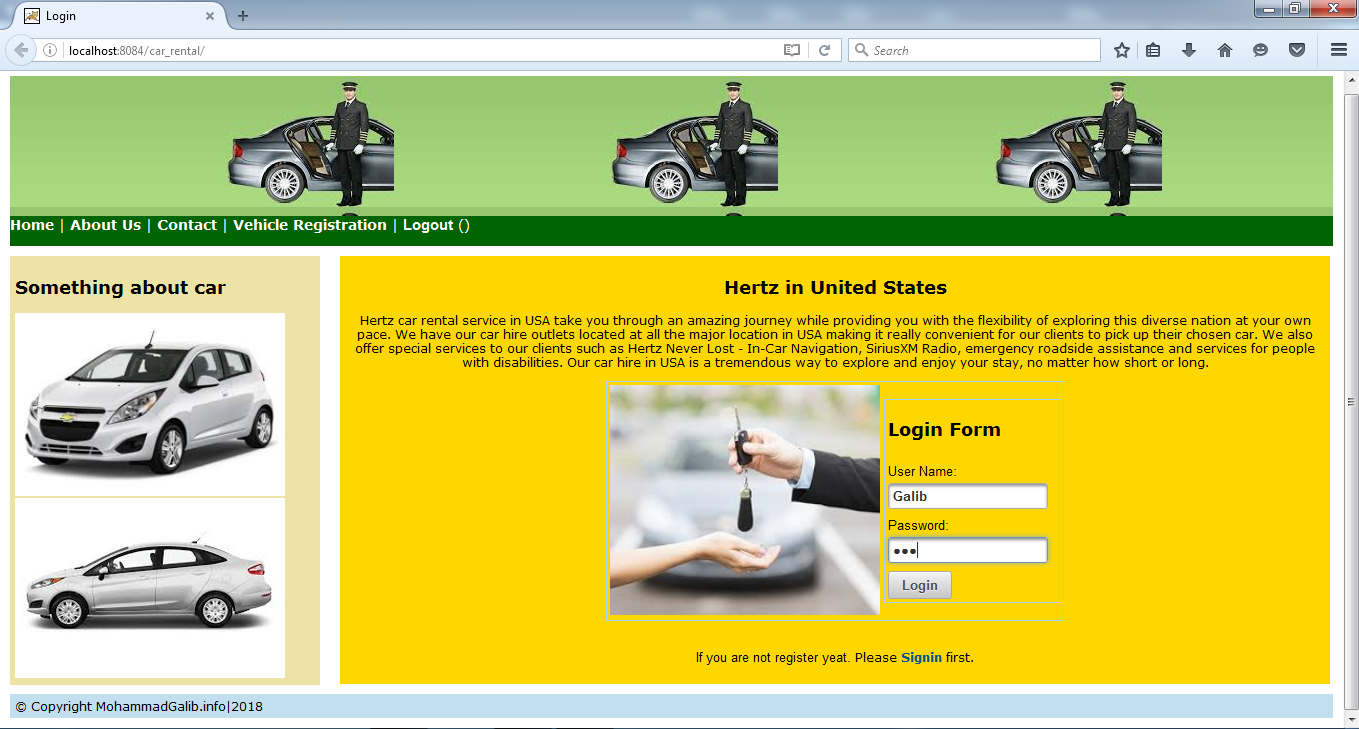 Login
localhost:8084/car_rental/
Search
Home | About Us | Contact | Vehicle Registration | Logout ()
Something about car
Hertz in United States
Hertz car rental service in USA take you through an amazing journey while providing you with the flexibility of exploring this diverse nation at your own
pace. We have our car hire outlets located at all the major location in USA making it really convenient for our clients to pick up their chosen car. We also
offer special services to our clients such as Hertz Never Lost - In-Car Navigation, SiriusXM Radio, emergency roadside assistance and services for people
with disabilities. Our car hire in USA is a tremendous way to explore and enjoy your stay, no matter how short or long.
Login Form
User Name:
Galib
Password:
●●●
Login
If you are not register yeat. Please Signin first.
© Copyright MohammadGalib.info|2018